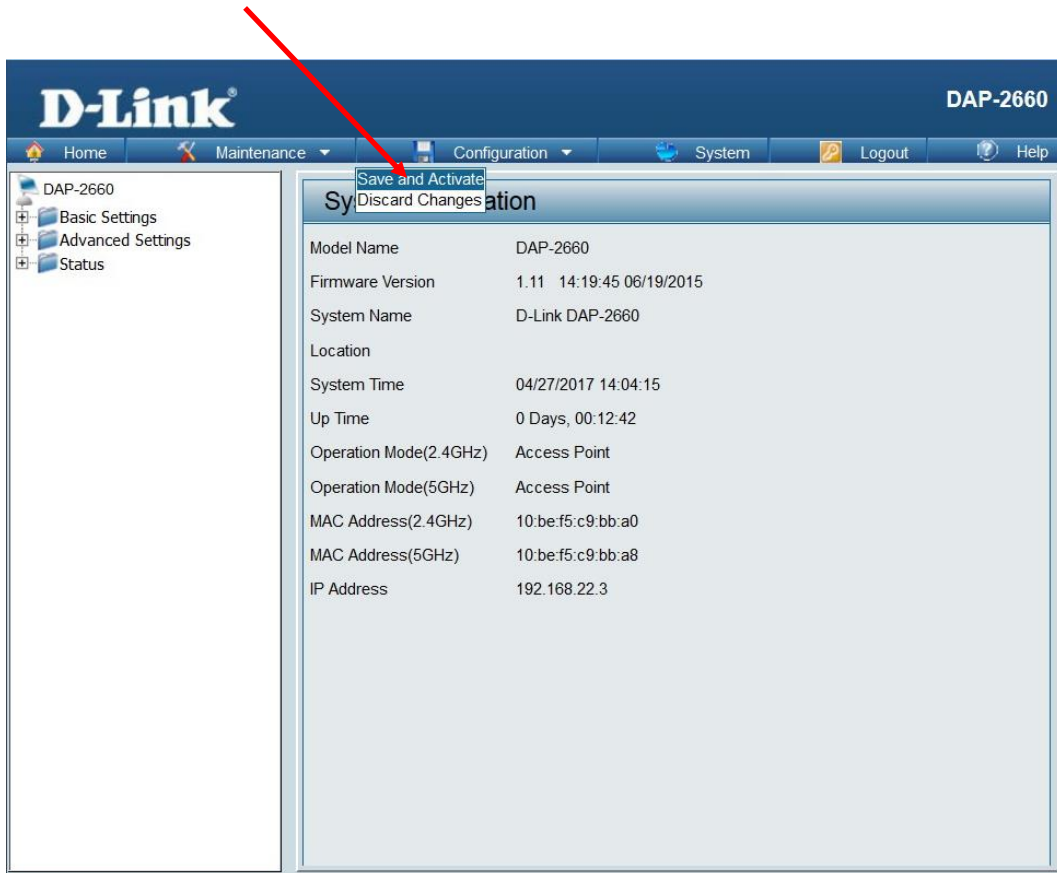 D-Link®
DAP-2660
Home Maintenance Configuration System Logout Help
Save and Activate
Discard Changes
DAP-2660
Basic Settings
Advanced Settings
Status
Sy ation
Model Name DAP-2660
Firmware Version 1.11 14:19:45 06/19/2015
System Name D-Link DAP-2660
Location
System Time 04/27/2017 14:04:15
Up Time 0 Days, 00:12:42
Operation Mode(2.4GHz) Access Point
Operation Mode(5GHz) Access Point
MAC Address(2.4GHz) 10:be:f5:c9:bb:a0
MAC Address(5GHz) 10:be:f5:c9:bb:a8
IP Address 192.168.22.3